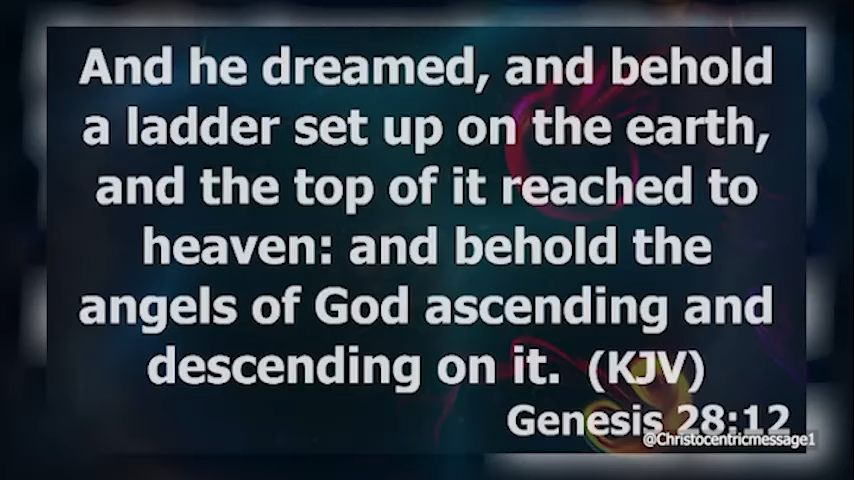 And he dreamed, and behold
a ladder set up on the earth,
and the top of it reached to
heaven: and behold the
angels of God ascending and
descending on it. (KJV)
Genesis 28:12
@Christocentricmessage1